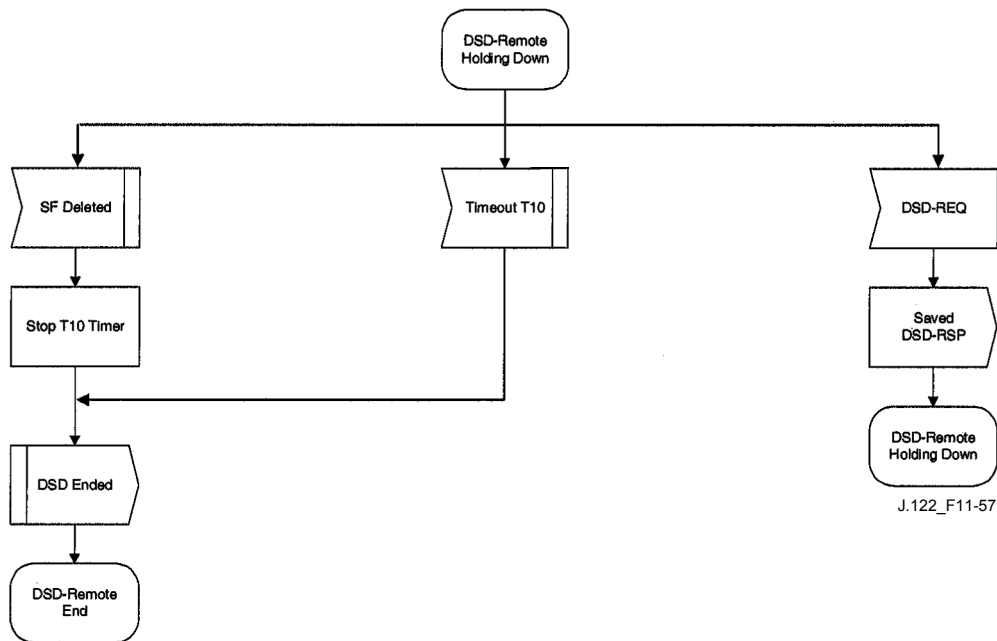 DSD-Remote
Holding Down
SF Deleted
Timeout T10
DSD-REQ
Stop T10 Timer
Saved
DSD-RSP
DSD-Remote
Holding Down
DSD Ended
J.122_F11-57
DSD-Remote
End